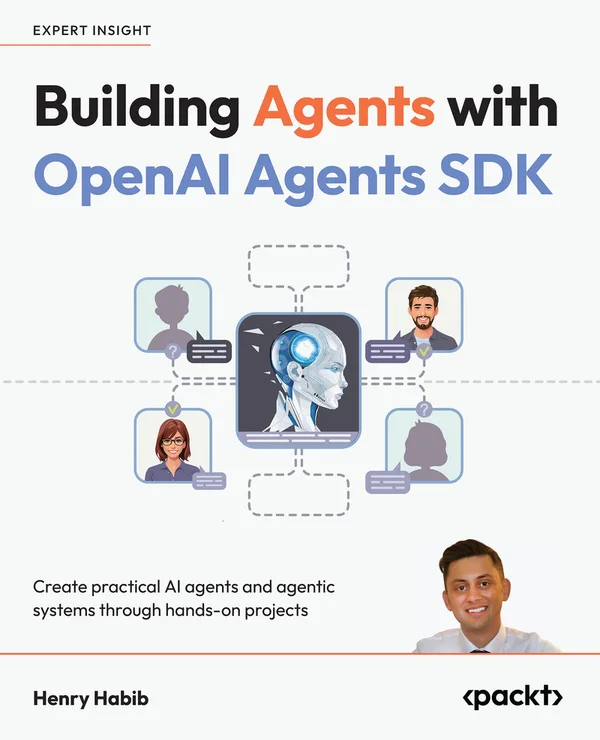 EXPERT INSIGHT
Building Agents with
OpenAI Agents SDK
?
?
Create practical AI agents and agentic
systems through hands-on projects
Henry Habib
<packt>